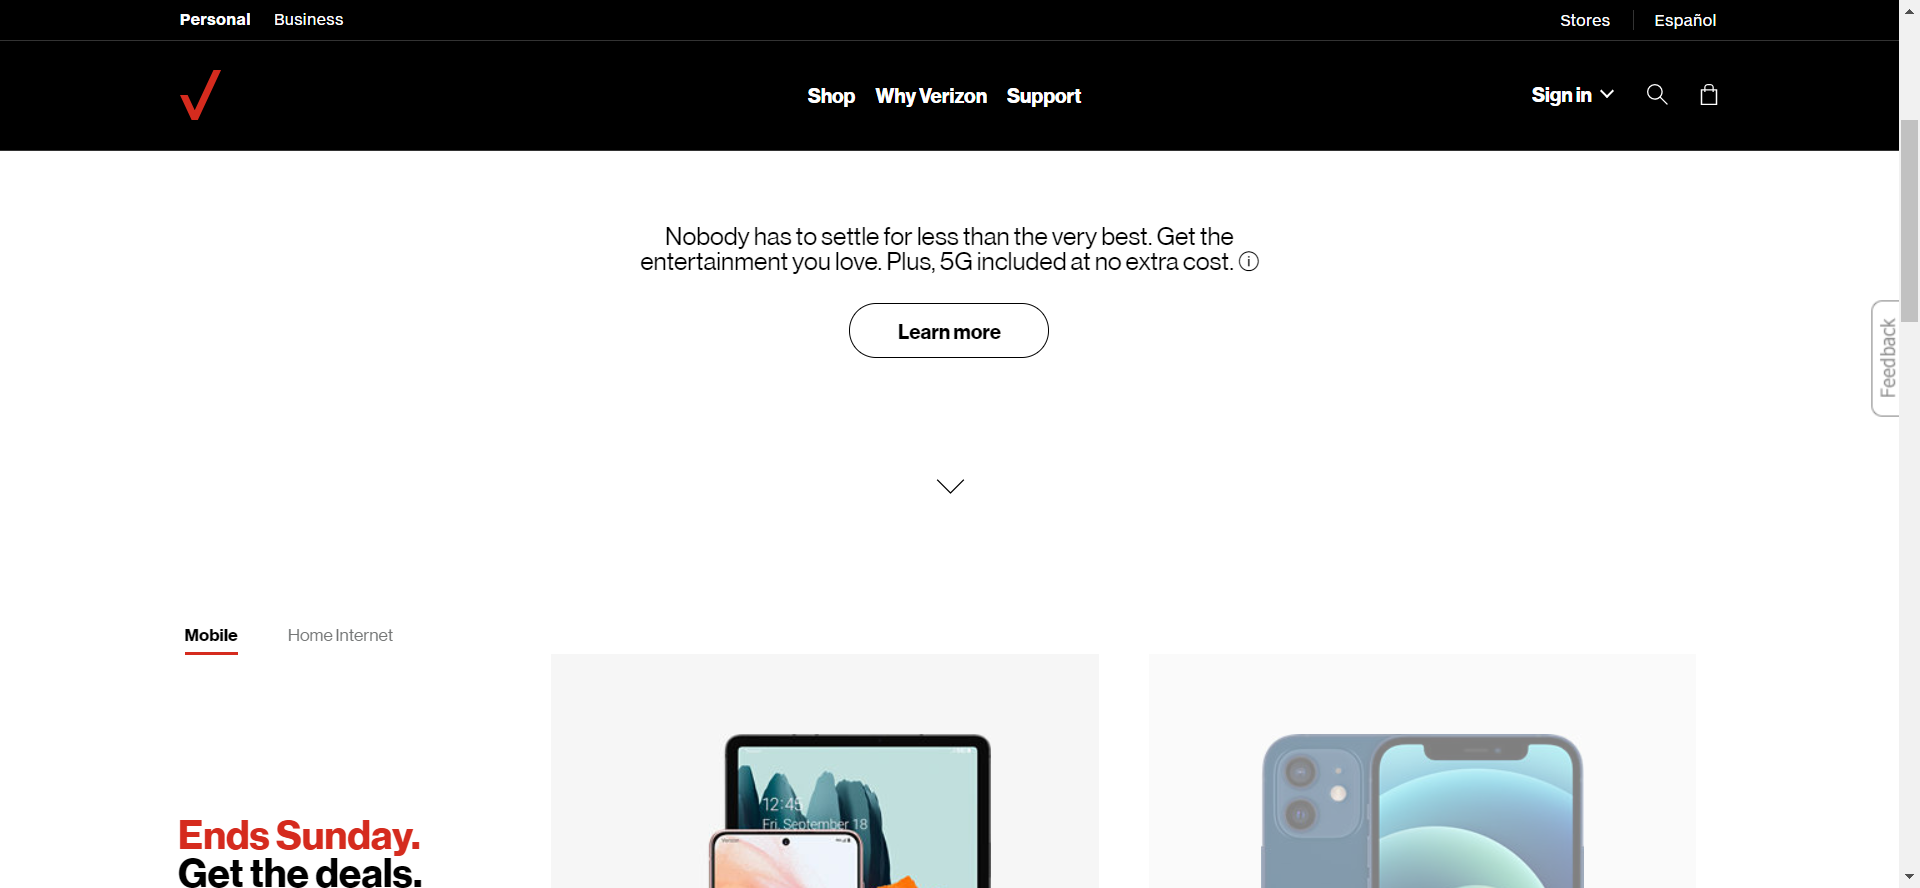 Personal Business
Stores Español
Shop Why Verizon Support
Sign in
Nobody has to settle for less than the very best. Get the
entertainment you love. Plus, 5G included at no extra cost.
Learn more
Feedback
Mobile Home Internet
12:45
Fri, September 18
Verizon
Ends Sunday.
Get the deals.